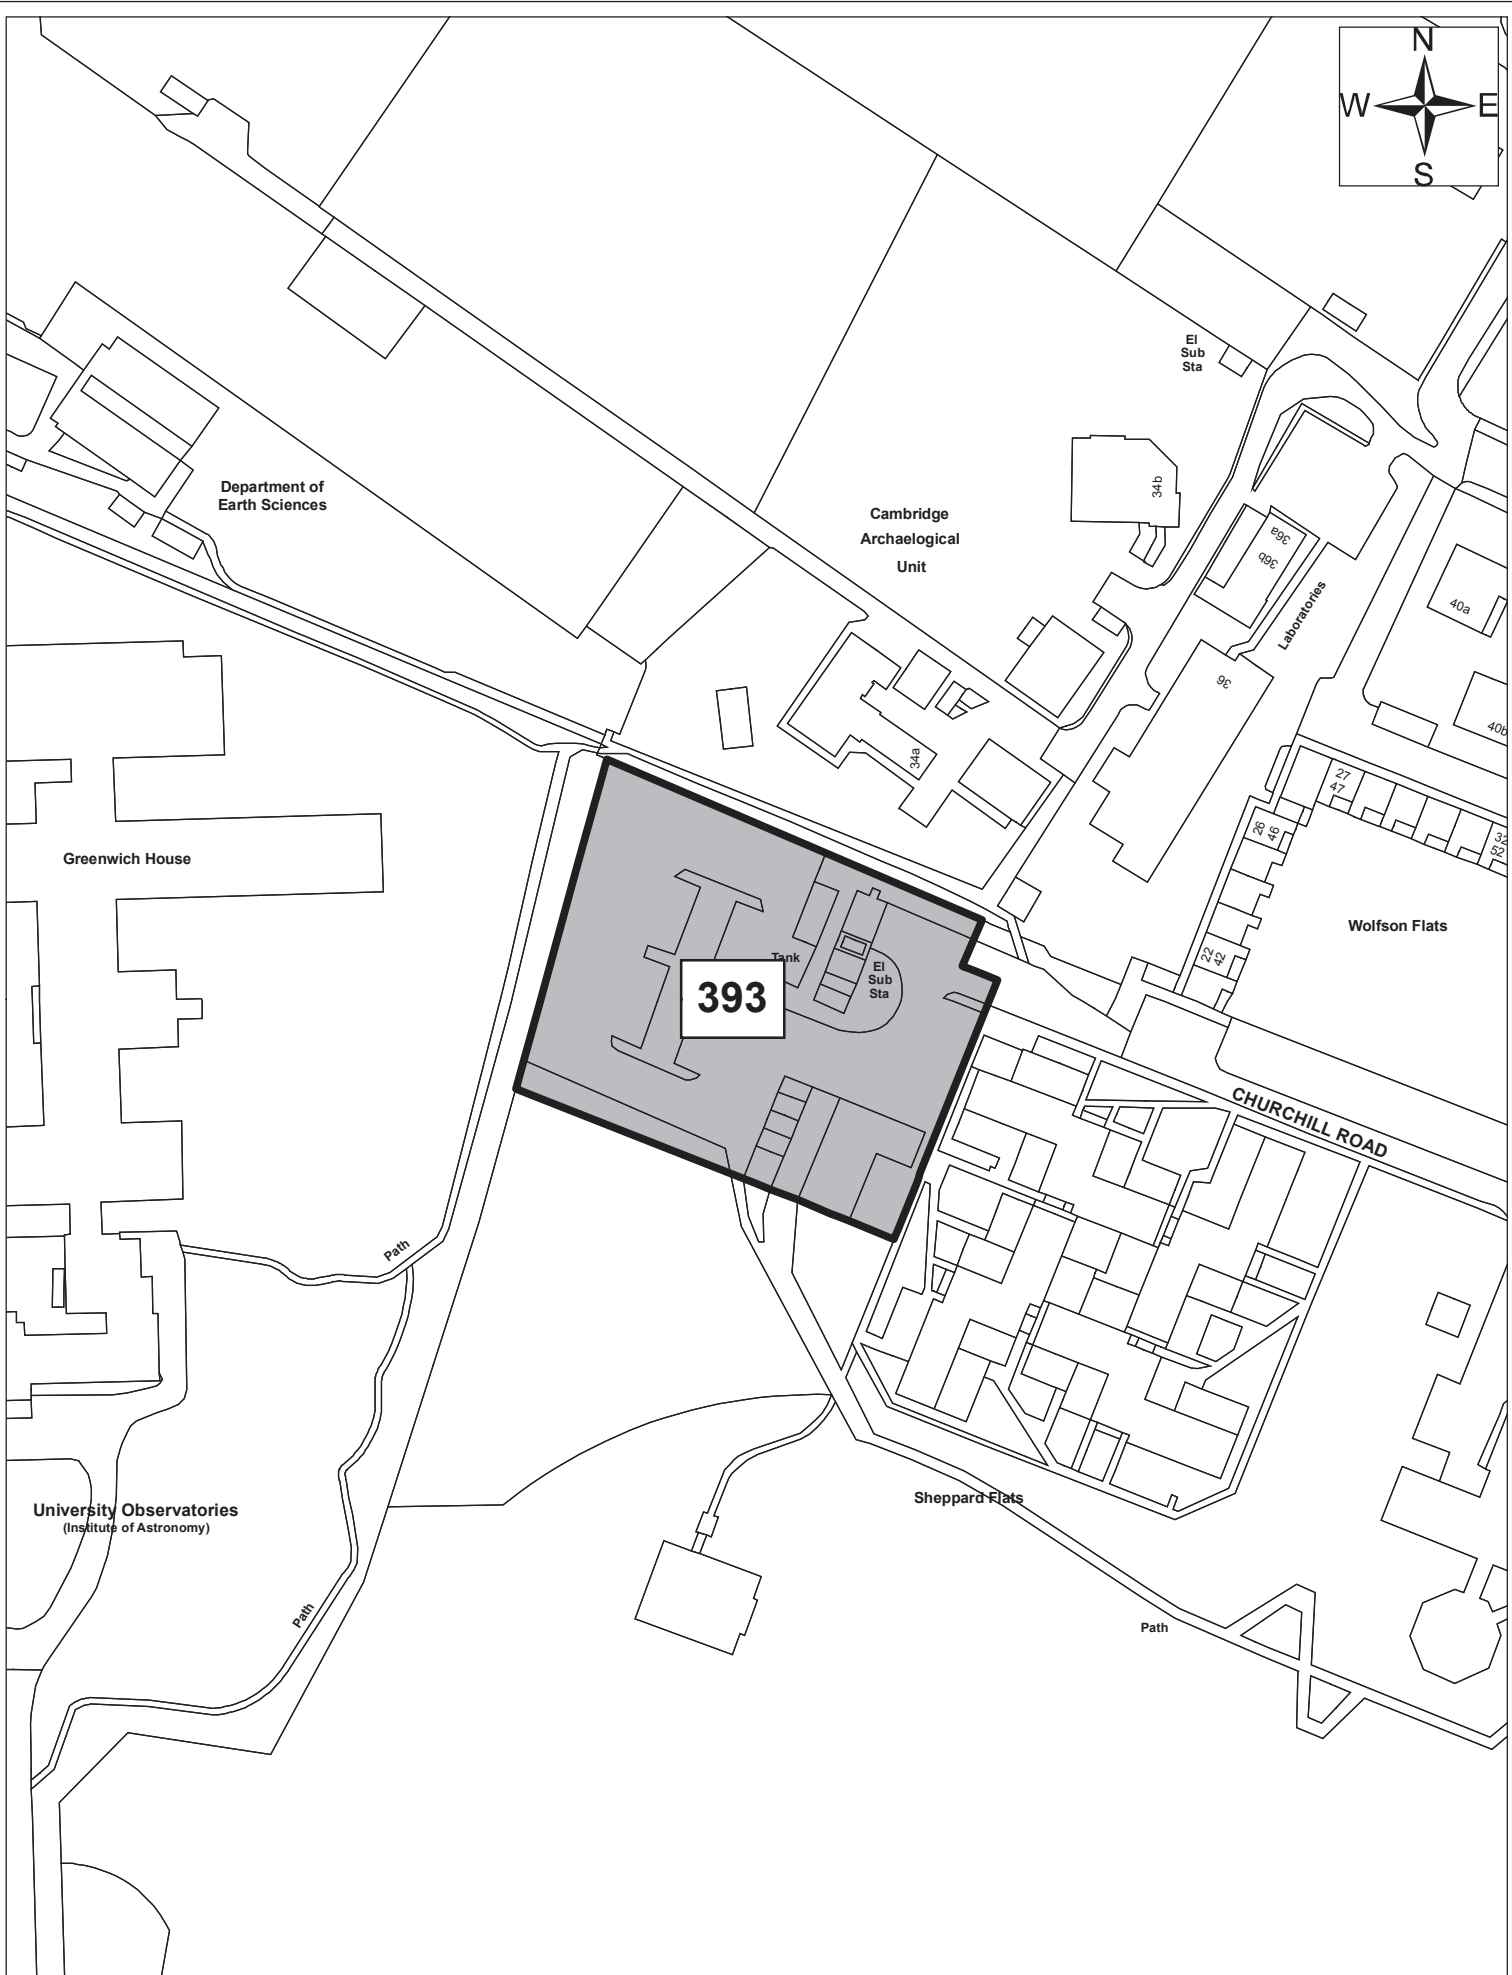 N
W E
S
El
Sub
Sta
34b
Department of
Earth Sciences
Cambridge
Archaelogical
Unit
36a
36b
Laboratories
40a
36
40b
34a
27
47
26
46
32
52
Greenwich House
Wolfson Flats
22
42
Tank
El
Sub
Sta
393
CHURCHILL ROAD
Path
University Observatories
(Institute of Astronomy)
Sheppard Flats
Path
Path